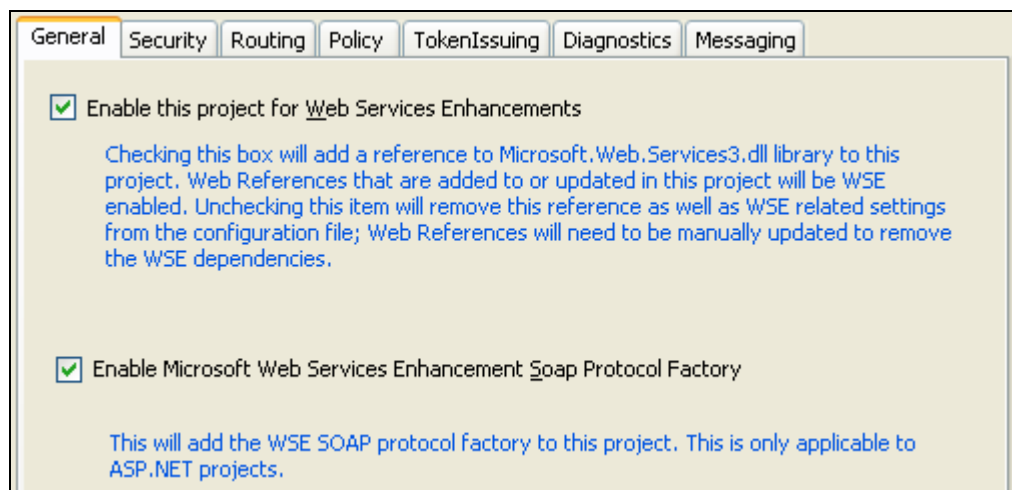 General Security Routing Policy TokenIssuing Diagnostics Messaging
Enable this project for Web Services Enhancements
Checking this box will add a reference to Microsoft.Web.Services3.dll library to this
project. Web References that are added to or updated in this project will be WSE
enabled. Unchecking this item will remove this reference as well as WSE related settings
from the configuration file; Web References will need to be manually updated to remove
the WSE dependencies.
Enable Microsoft Web Services Enhancement Soap Protocol Factory
This will add the WSE SOAP protocol factory to this project. This is only applicable to
ASP.NET projects.